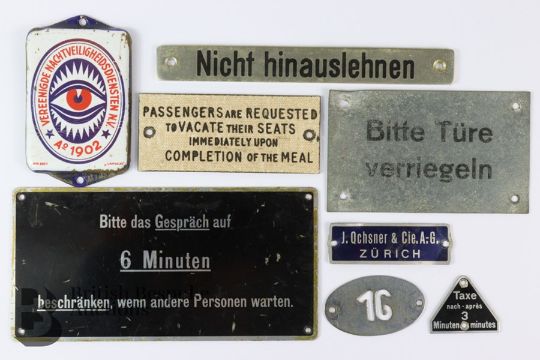 VEREENIGDE NACHTVEILIGHEIDSDIENSTEN N.V.
Aº 1902
Nicht hinauslehnen
PASSENGERS ARE REQUESTED
TO VACATE THEIR SEATS
IMMEDIATELY UPON
COMPLETION OF THE MEAL
Bitte Türe
verriegeln
Bitte das Gespräch auf
6 Minuten
beschränken, wenn andere Personen warten.
J. Ochsner & Cie. A.-G.
ZÜRICH
16
Taxe
nach - après
3
Minuten minutes